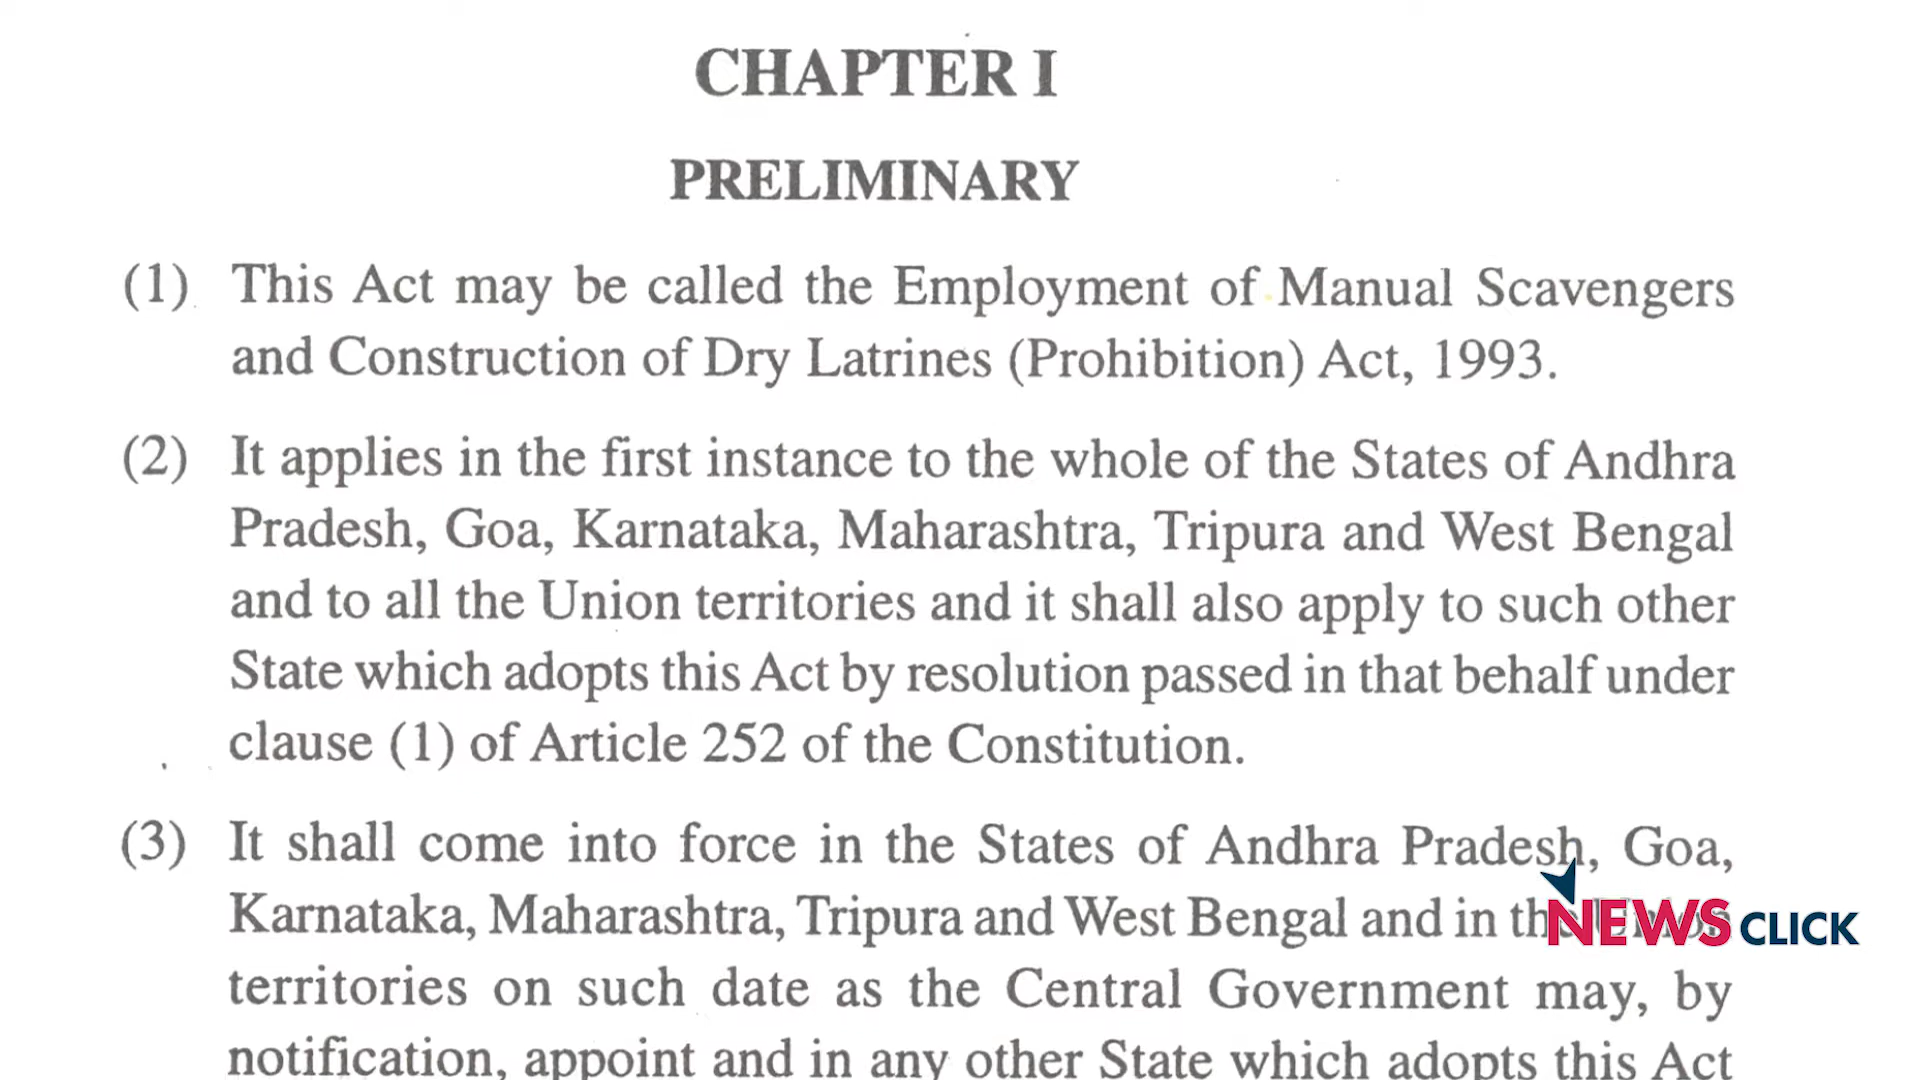 CHAPTER I
PRELIMINARY
(1) This Act may be called the Employment of Manual Scavengers
and Construction of Dry Latrines (Prohibition) Act, 1993.
(2) It applies in the first instance to the whole of the States of Andhra
Pradesh, Goa, Karnataka, Maharashtra, Tripura and West Bengal
and to all the Union territories and it shall also apply to such other
State which adopts this Act by resolution passed in that behalf under
clause (1) of Article 252 of the Constitution.
(3) It shall come into force in the States of Andhra Pradesh, Goa,
Karnataka, Maharashtra, Tripura and West Bengal and in the
territories on such date as the Central Government may, by
notification, appoint and in any other State which adopts this Act
NEWS CLICK